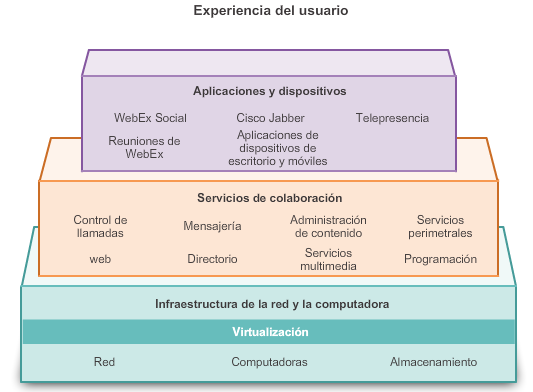 Experiencia del usuario
Aplicaciones y dispositivos
WebEx Social
Cisco Jabber
Telepresencia
Reuniones de
WebEx
Aplicaciones de
dispositivos de
escritorio y móviles
Servicios de colaboración
Control de
llamadas
Mensajería
Administración
de contenido
Servicios
perimetrales
web
Directorio
Servicios
multimedia
Programación
Infraestructura de la red y la computadora
Virtualización
Red
Computadoras
Almacenamiento